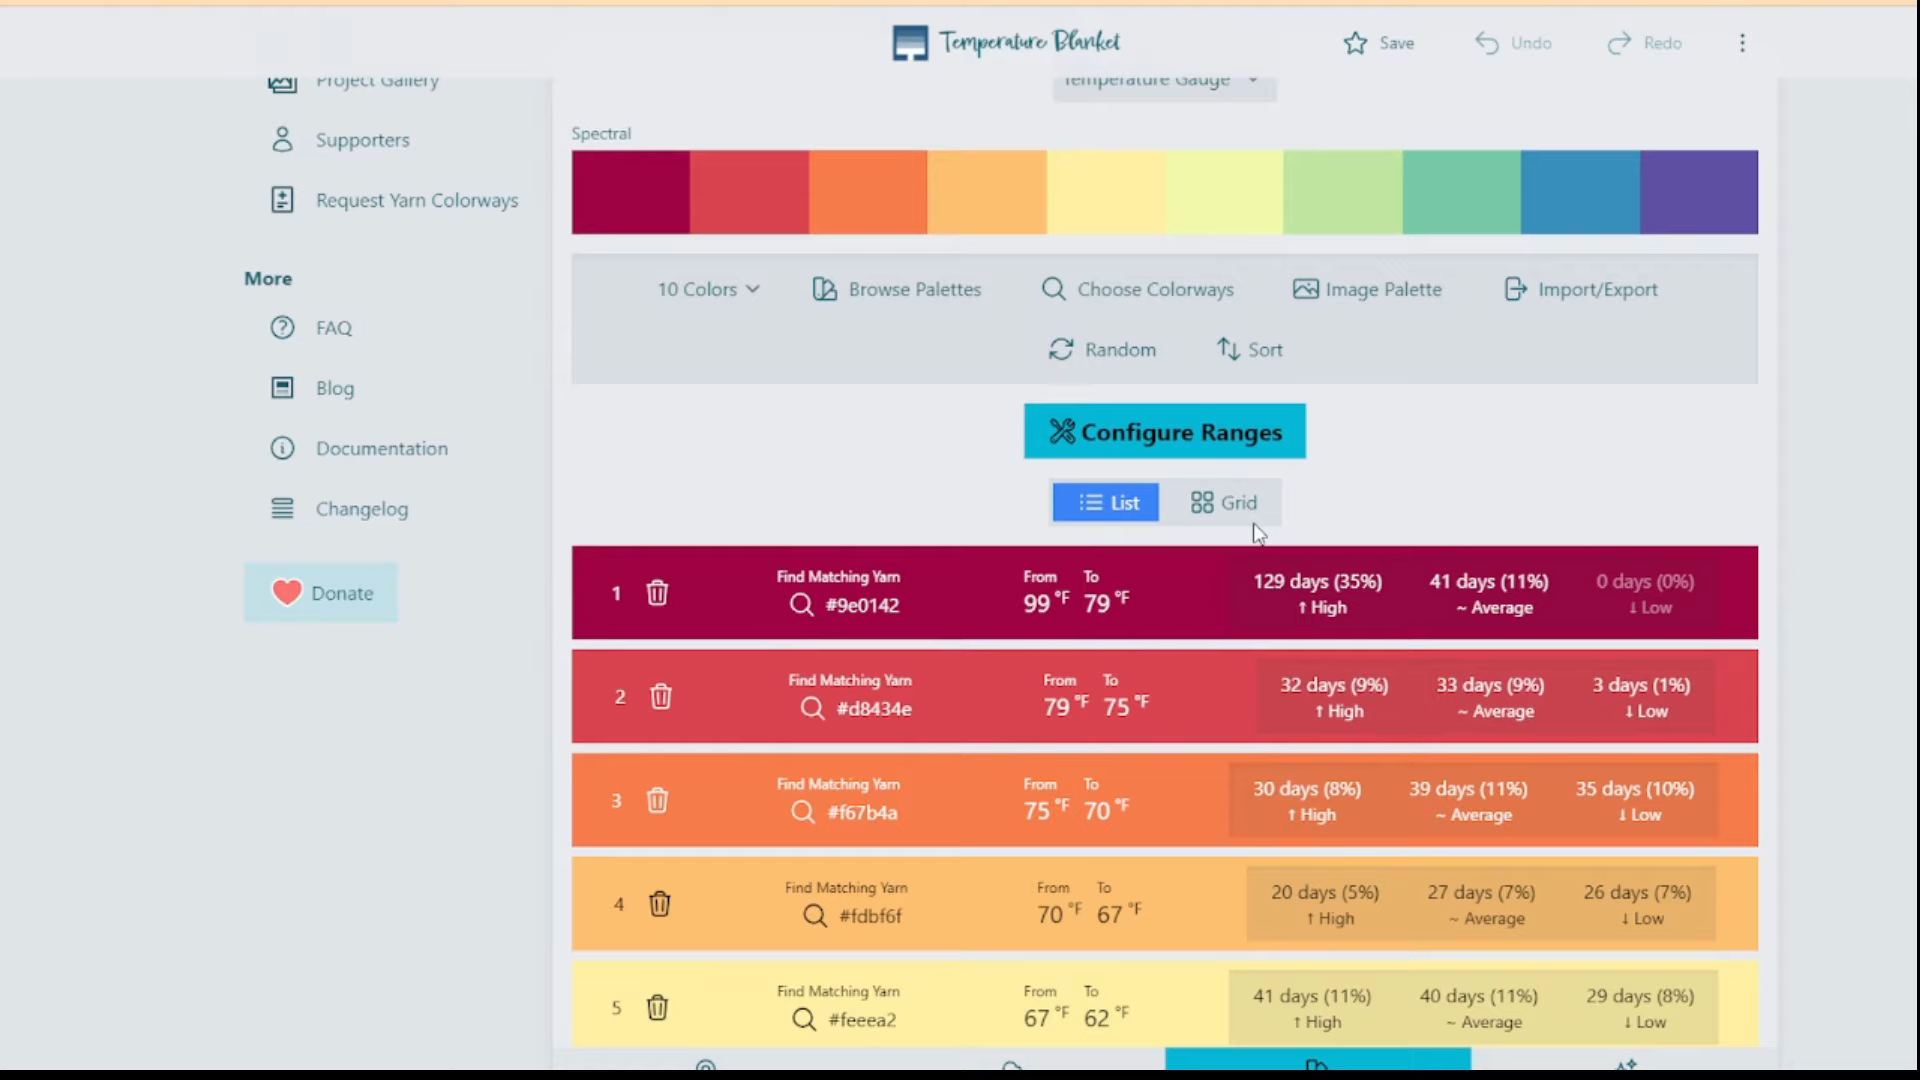 Temperature Blanket
Save
Undo
Redo
Project Gallery
Supporters
Request Yarn Colorways
More
FAQ
Blog
Documentation
Changelog
Donate
Temperature Gauge
Spectral
10 Colors
Browse Palettes
Choose Colorways
Image Palette
Import/Export
Random
Sort
Configure Ranges
List
Grid
1
Find Matching Yarn
#9e0142
From To
99 °F 79 °F
129 days (35%) 41 days (11%) 0 days (0%)
↑ High ~ Average ↓ Low
2
Find Matching Yarn
#d8434e
From To
79 °F 75 °F
32 days (9%) 33 days (9%) 3 days (1%)
↑ High ~ Average ↓ Low
3
Find Matching Yarn
#f67b4a
From To
75 °F 70 °F
30 days (8%) 39 days (11%) 35 days (10%)
↑ High ~ Average ↓ Low
4
Find Matching Yarn
#fdbf6f
From To
70 °F 67 °F
20 days (5%) 27 days (7%) 26 days (7%)
↑ High ~ Average ↓ Low
5
Find Matching Yarn
#feeea2
From To
67 °F 62 °F
41 days (11%) 40 days (11%) 29 days (8%)
↑ High ~ Average ↓ Low